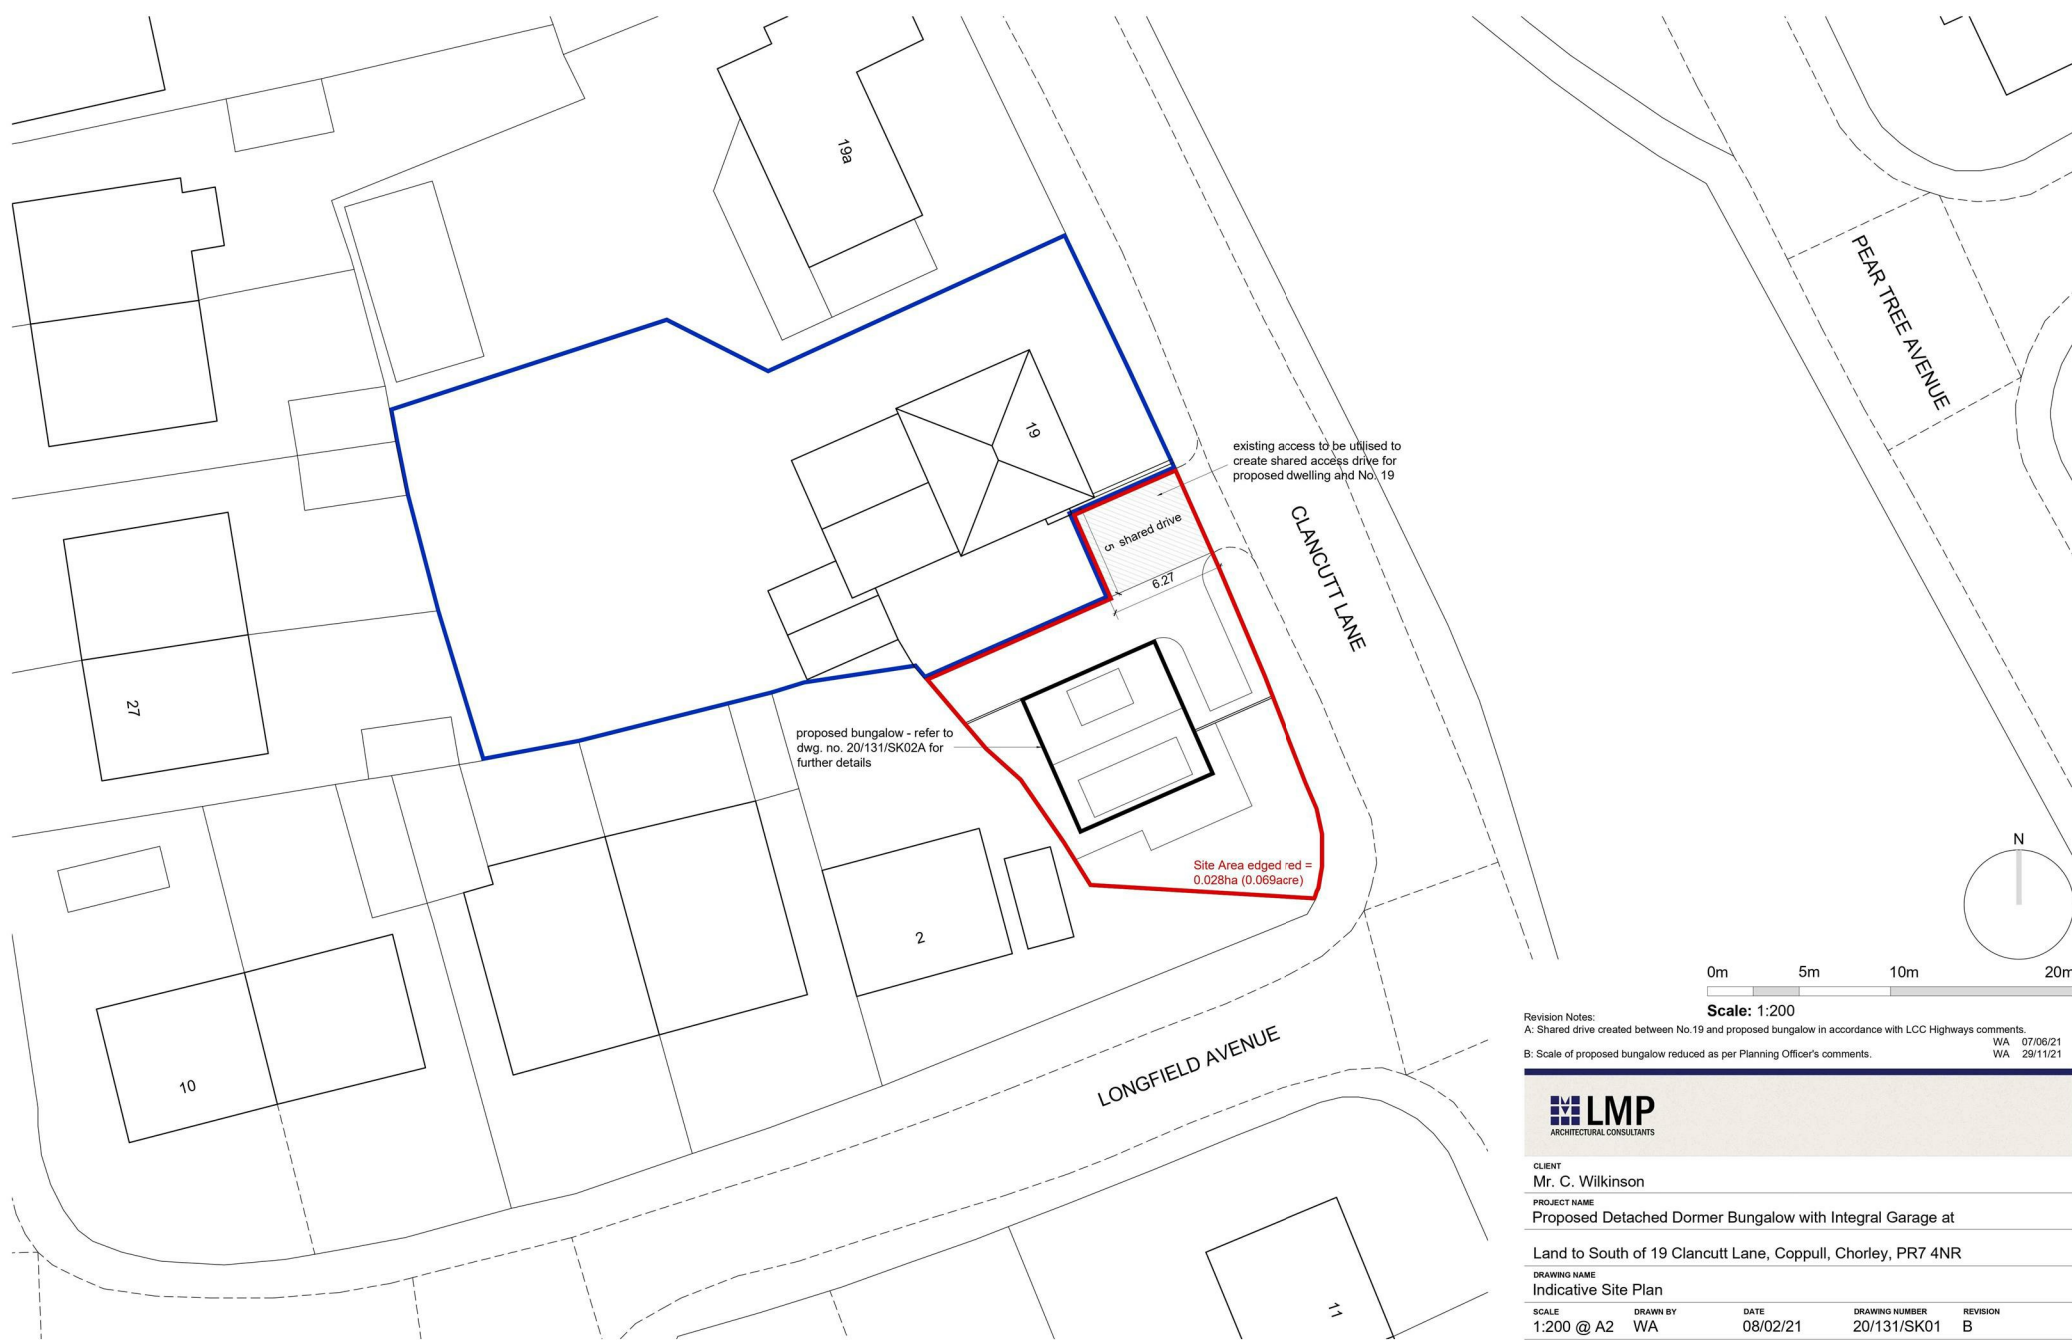 19a
19
27
10
2
11
PEAR TREE AVENUE
CLANCUTT LANE
LONGFIELD AVENUE
existing access to be utilised to
create shared access drive for
proposed dwelling and No. 19
5
shared drive
6.27
proposed bungalow - refer to
dwg. no. 20/131/SK02A for
further details
Site Area edged red =
0.028ha (0.069acre)
N
0m 5m 10m 20m
Scale: 1:200
Revision Notes:
A: Shared drive created between No.19 and proposed bungalow in accordance with LCC Highways comments.
WA 07/06/21
B: Scale of proposed bungalow reduced as per Planning Officer's comments.
WA 29/11/21
LMP
ARCHITECTURAL CONSULTANTS
CLIENT
Mr. C. Wilkinson
PROJECT NAME
Proposed Detached Dormer Bungalow with Integral Garage at
Land to South of 19 Clancutt Lane, Coppull, Chorley, PR7 4NR
DRAWING NAME
Indicative Site Plan
SCALE DRAWN BY DATE DRAWING NUMBER REVISION
1:200 @ A2 WA 08/02/21 20/131/SK01 B